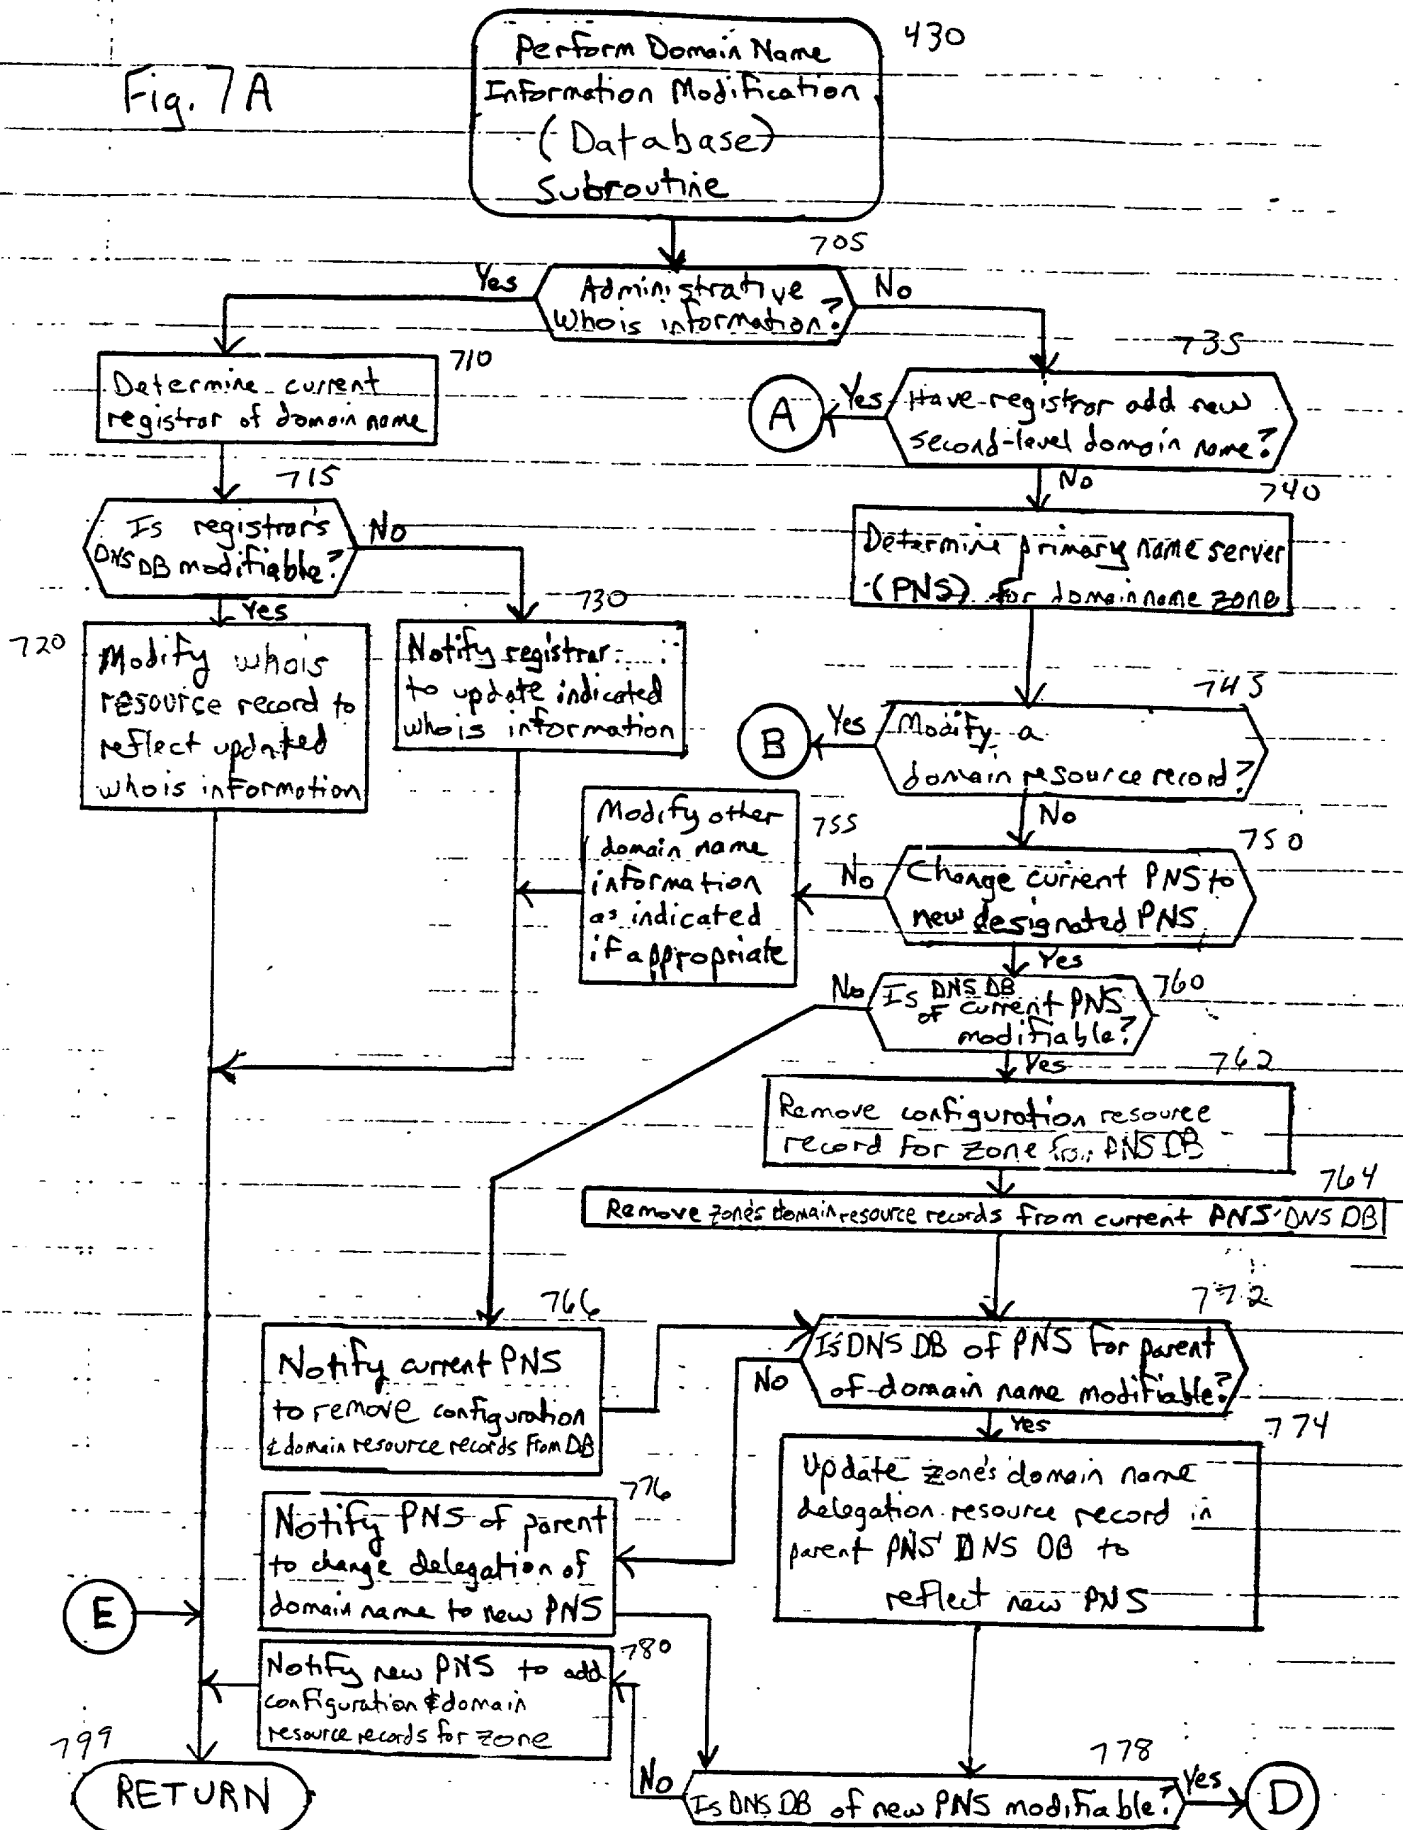 Fig. 7A
430
Perform Domain Name
Information Modification
(Database)
Subroutine
705
Yes
Administrative
Whois information?
No
710
Determine current
registrar of domain name
735
A
Yes
Have registrar add new
second-level domain name?
No
715
Is registrar's
DNS DB modifiable?
No
Yes
740
Determine primary name server
(PNS) for domain name zone
720
Modify whois
resource record to
reflect updated
whois information
730
Notify registrar
to update indicated
whois information
745
B
Yes
Modify a
domain resource record?
No
755
Modify other
domain name
information
as indicated
if appropriate
750
No
Change current PNS to
new designated PNS
Yes
760
No
Is DNS DB
of current PNS
modifiable?
Yes
762
Remove configuration resource
record for zone from PNS DB
764
Remove zone's domain resource records from current PNS' DNS DB
766
Notify current PNS
to remove configuration
& domain resource records from DB
772
Is DNS DB of PNS for parent
of domain name modifiable?
No
Yes
774
Update zone's domain name
delegation resource record in
parent PNS' DNS DB to
reflect new PNS
776
Notify PNS of parent
to change delegation of
domain name to new PNS
E
780
Notify new PNS to add
configuration & domain
resource records for zone
799
RETURN
778
No
Is DNS DB of new PNS modifiable?
Yes
D